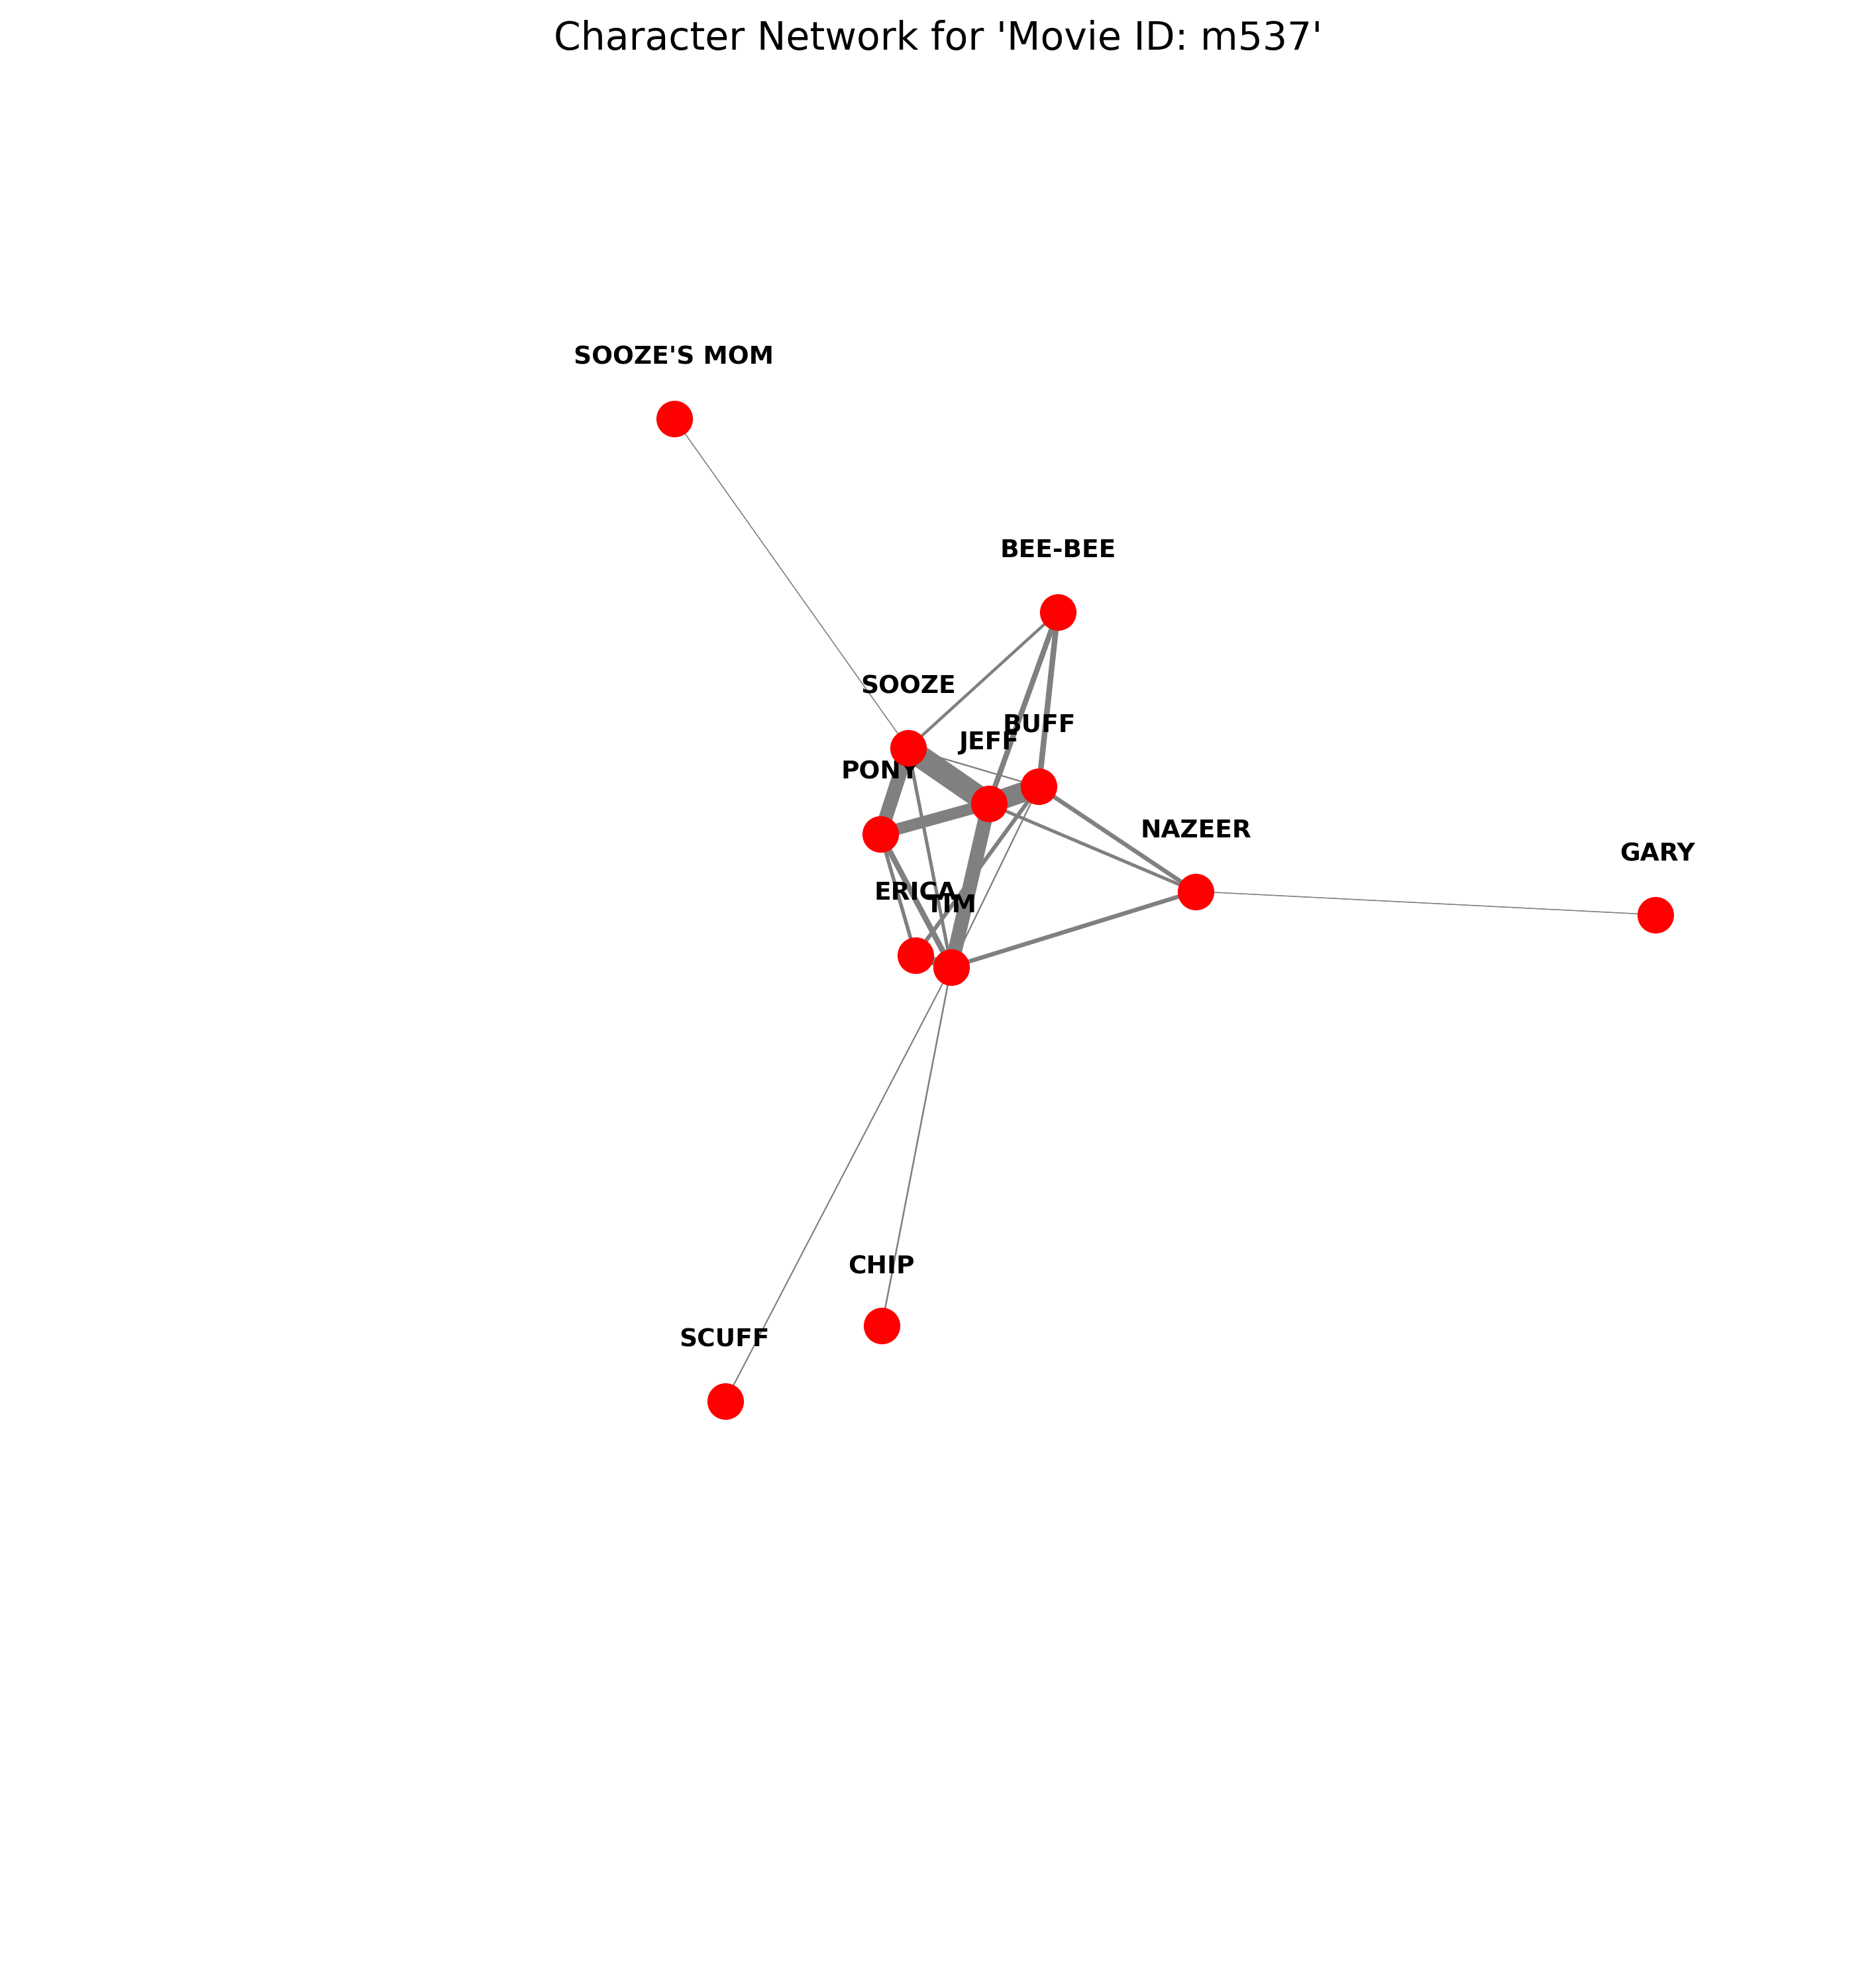 Character Network for 'Movie ID: m537'
SOOZE'S MOM
BEE-BEE
SOOZE
BUFF
JEFF
PONY
NAZEER
GARY
ERICA
TIM
CHIP
SCUFF